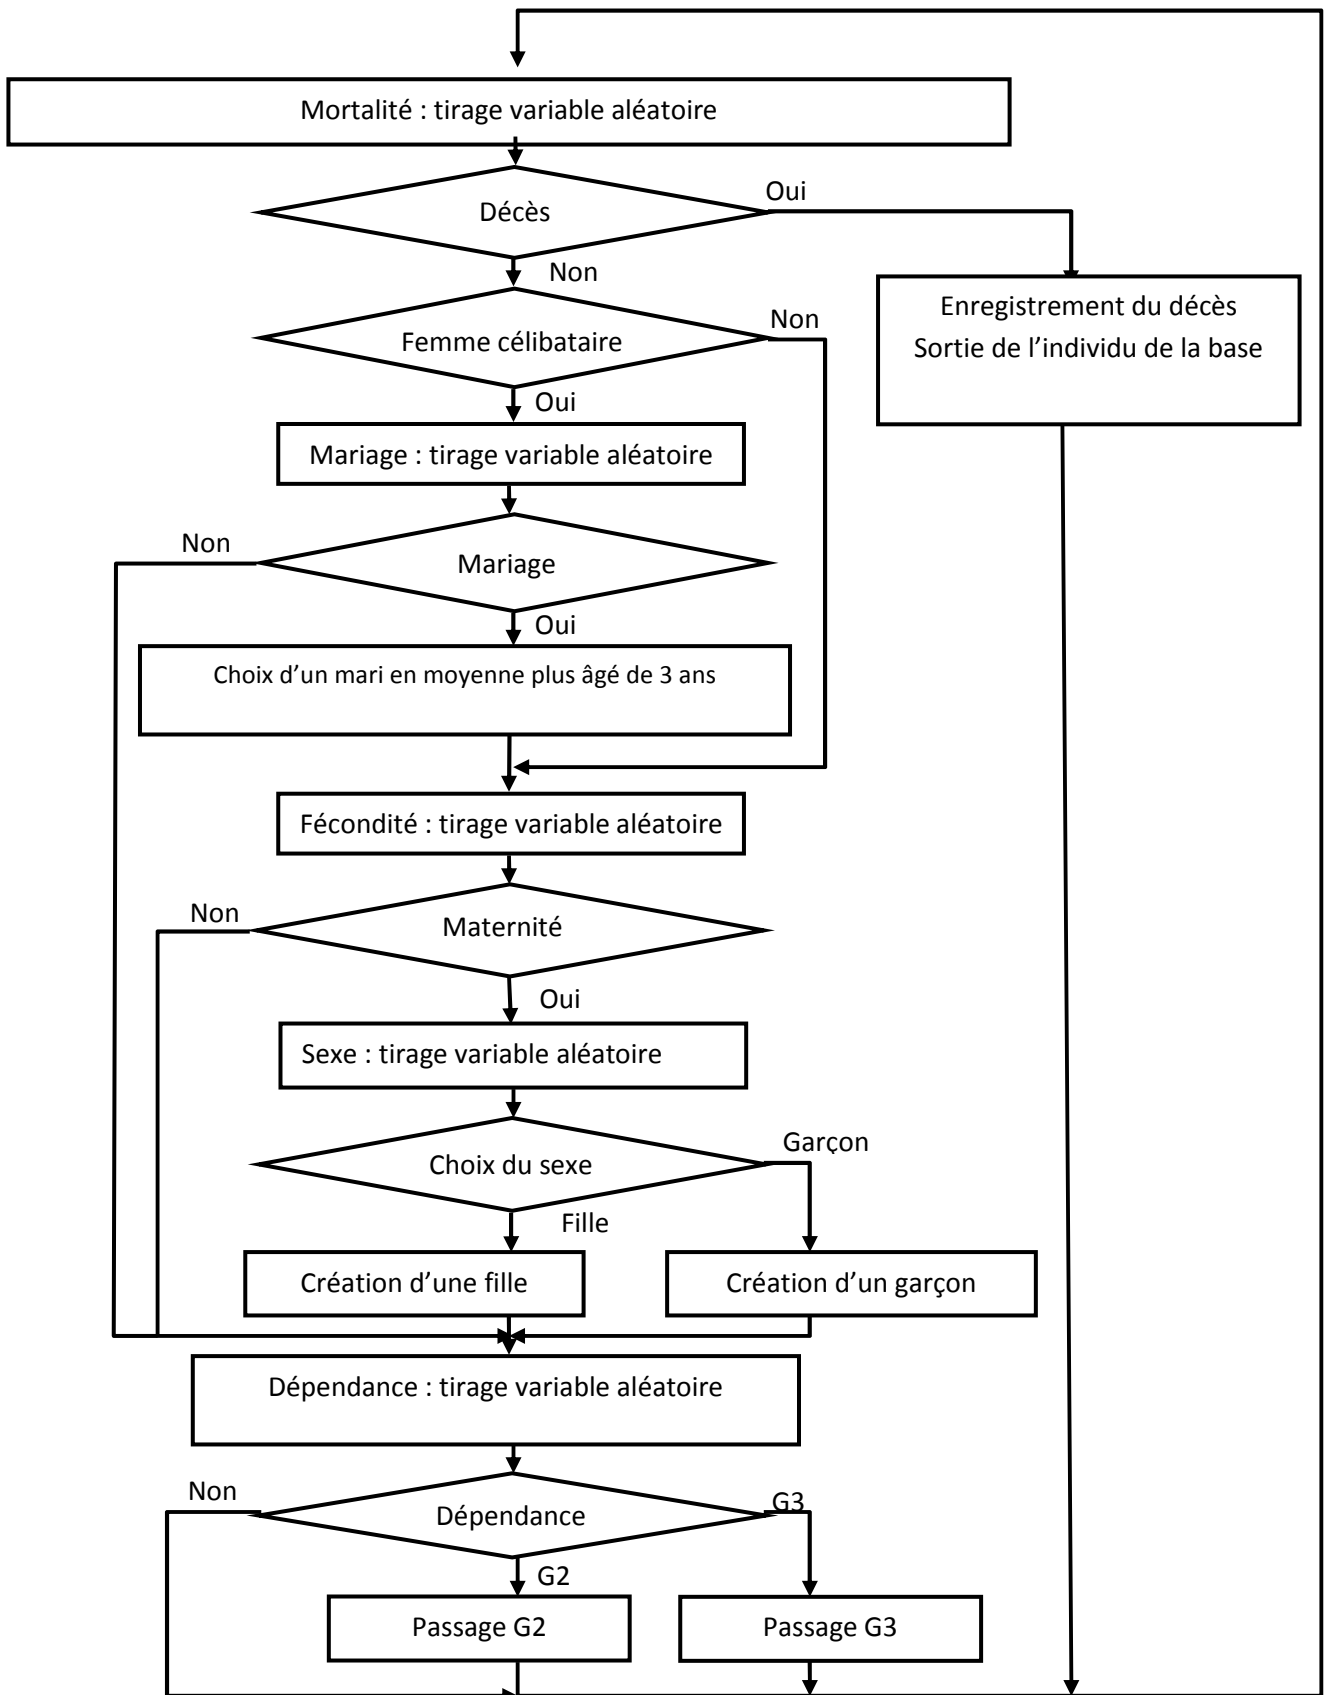 Mortalité : tirage variable aléatoire
Oui
Décès
Non
Enregistrement du décès
Sortie de l'individu de la base
Non
Femme célibataire
Oui
Mariage : tirage variable aléatoire
Non
Mariage
Oui
Choix d'un mari en moyenne plus âgé de 3 ans
Fécondité : tirage variable aléatoire
Non
Maternité
Oui
Sexe : tirage variable aléatoire
Garçon
Choix du sexe
Fille
Création d'une fille
Création d'un garçon
Dépendance : tirage variable aléatoire
Non
G3
Dépendance
G2
Passage G2
Passage G3